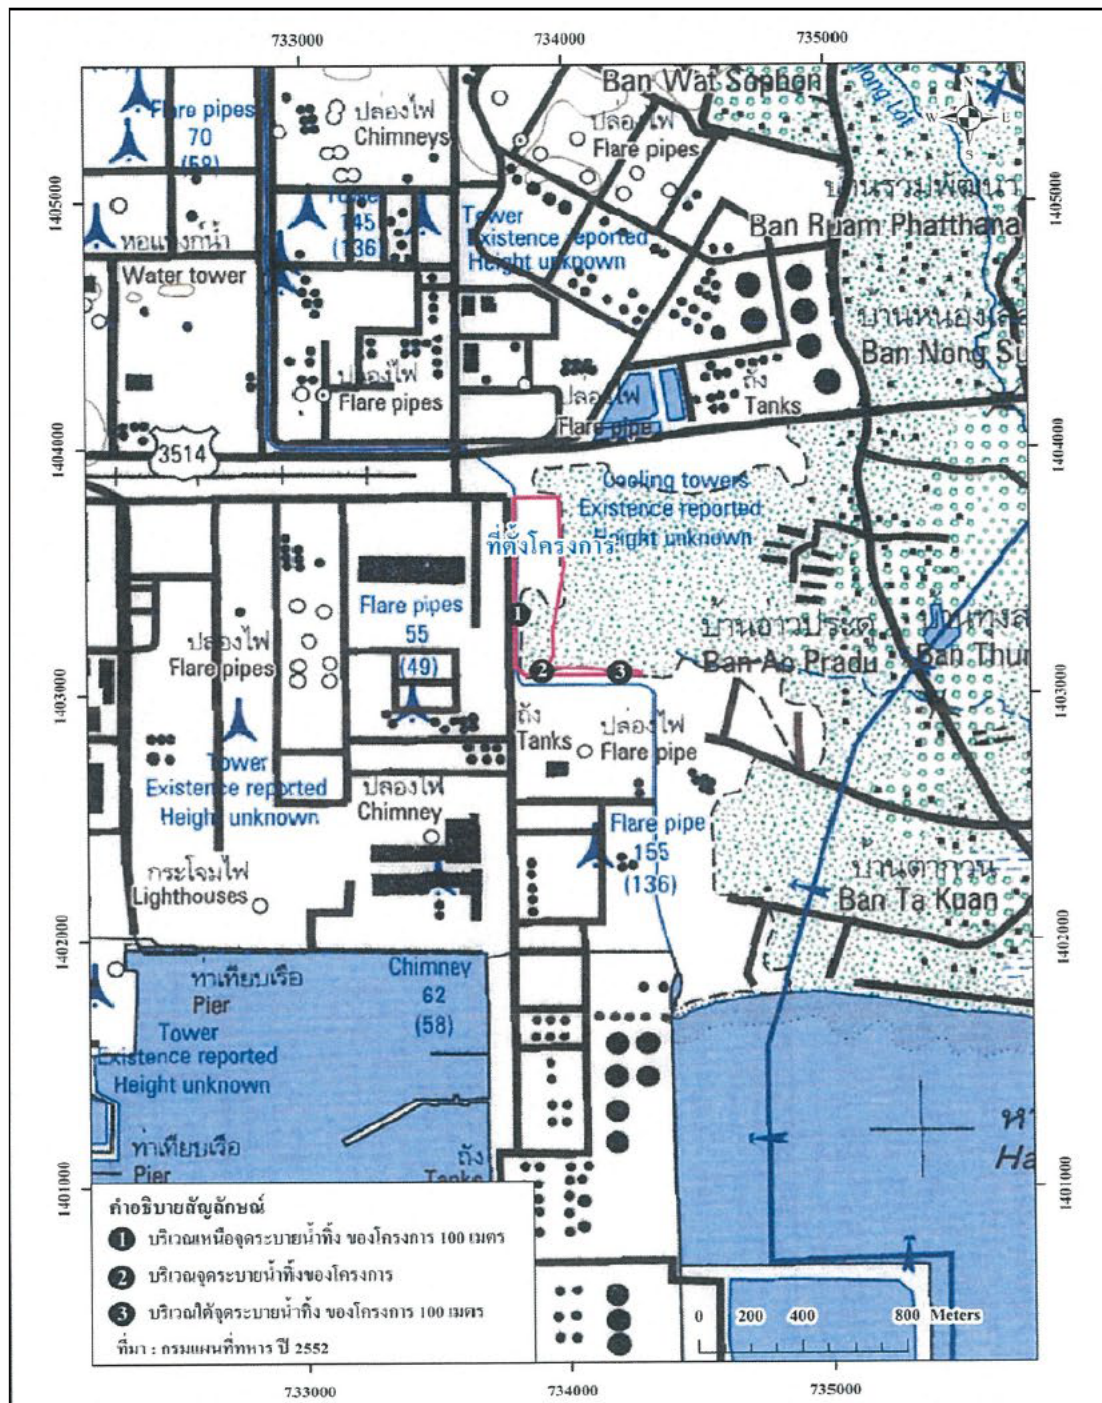 733000
734000
735000
Ban Wat Sophon
Nong
Flare pipes
70
(58)
ปล่องไฟ
Chimneys
ปล่องไฟ
Flare pipes
N
W
E
S
1405000
1405000
บ้านรวมพัฒนา
Ban Ruam Phatthana
145
(136)
Tower
Existence reported
Height unknown
Water tower
Ban Nong
ปล่องไฟ
Flare pipes
ปล่องไฟ
Flare pipe
ถัง
Tanks
1404000
1404000
3514
Cooling towers
Existence reported
Height unknown
ที่ตั้งโครงการ
Flare pipes
55
(49)
1
ปล่องไฟ
Flare pipes
บ้านอ่าวประดู่
Ban Ao Pradu
Ban Thun
2
3
1403000
1403000
ถัง
Tanks
ปล่องไฟ
Flare pipe
Tower
Existence reported
Height unknown
ปล่องไฟ
Chimney
Flare pipe
155
(136)
กระโจมไฟ
Lighthouses
บ้านตากวน
Ban Ta Kuan
1402000
1402000
ท่าเทียบเรือ
Pier
Chimney
62
(58)
Tower
Existence reported
Height unknown
หา
Ha
ท่าเทียบเรือ
Pier
ถัง
Tanks
1401000
1401000
คำอธิบายสัญลักษณ์
1 บริเวณเหนือจุดระบายน้ำทิ้ง ของโครงการ 100 เมตร
2 บริเวณจุดระบายน้ำทิ้งของโครงการ
3 บริเวณใต้จุดระบายน้ำทิ้ง ของโครงการ 100 เมตร
ที่มา : กรมแผนที่ทหาร ปี 2552
0 200 400 800 Meters
733000
734000
735000